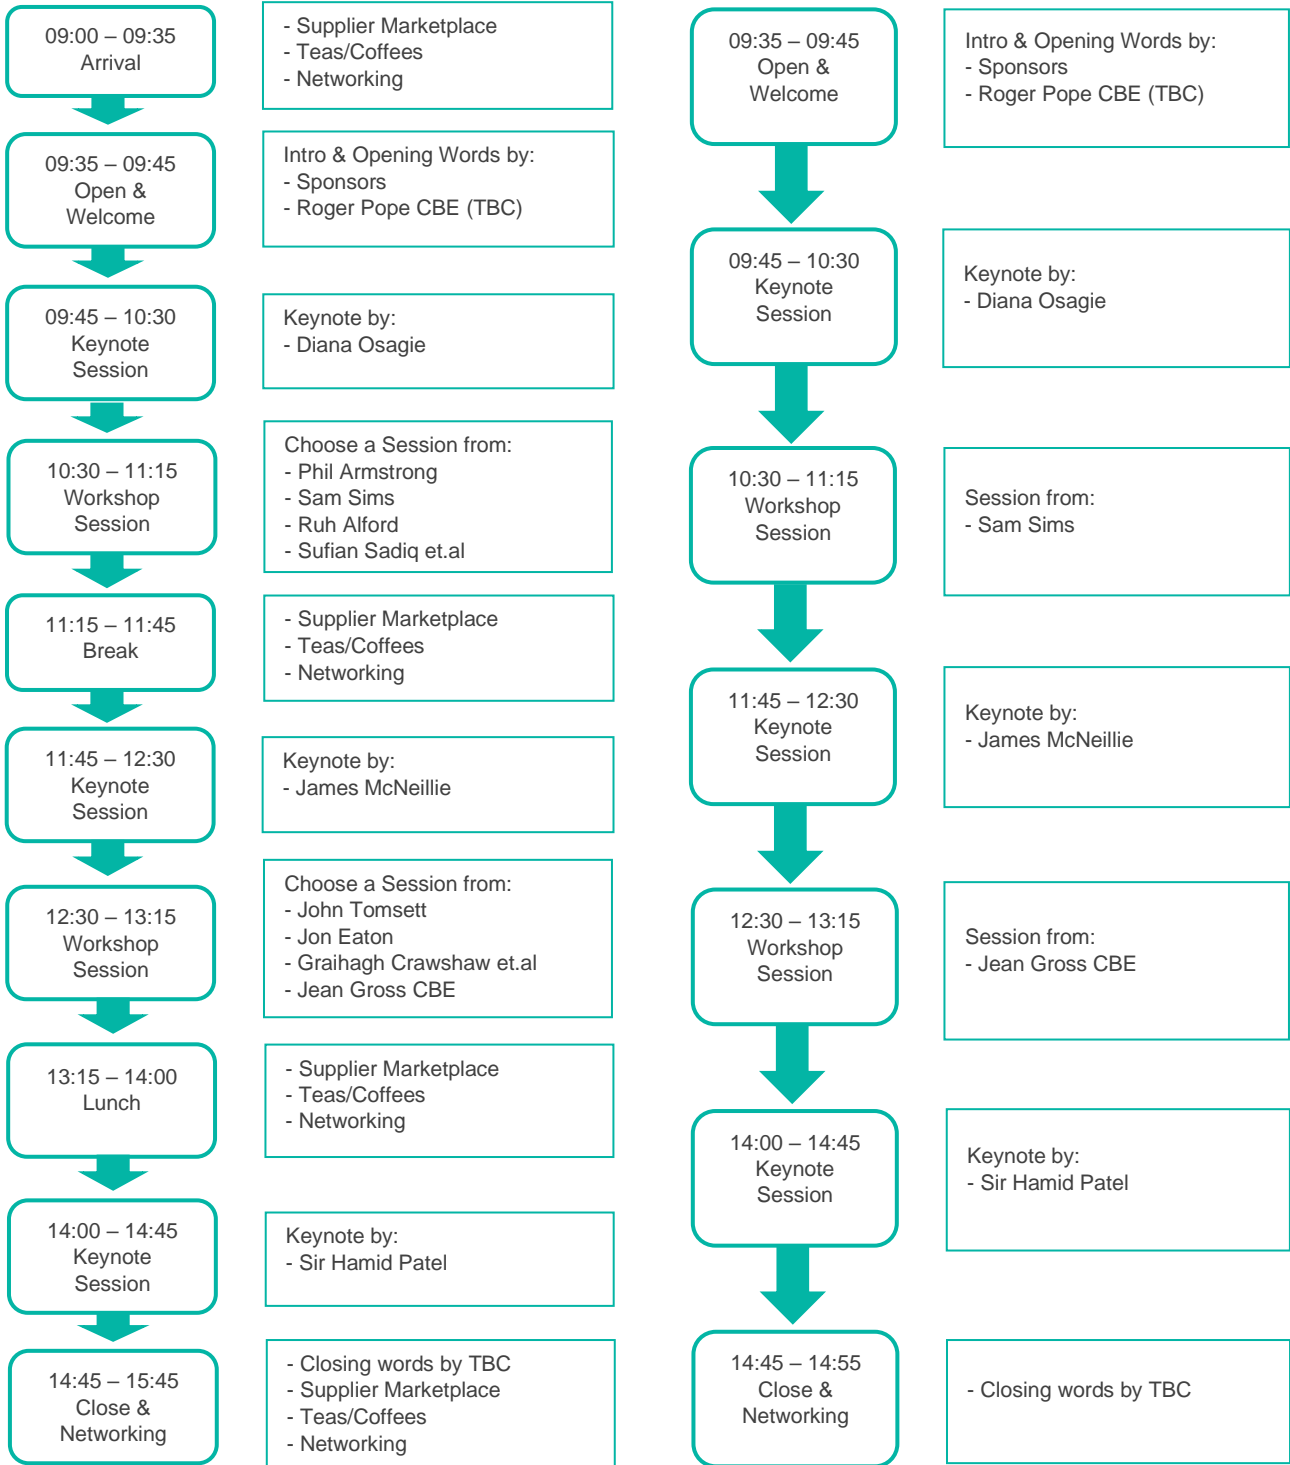 09:00 – 09:35
Arrival
- Supplier Marketplace
- Teas/Coffees
- Networking
09:35 – 09:45
Open &
Welcome
Intro & Opening Words by:
- Sponsors
- Roger Pope CBE (TBC)
09:45 – 10:30
Keynote
Session
Keynote by:
- Diana Osagie
10:30 – 11:15
Workshop
Session
Choose a Session from:
- Phil Armstrong
- Sam Sims
- Ruh Alford
- Sufian Sadiq et.al
11:15 – 11:45
Break
- Supplier Marketplace
- Teas/Coffees
- Networking
11:45 – 12:30
Keynote
Session
Keynote by:
- James McNeillie
12:30 – 13:15
Workshop
Session
Choose a Session from:
- John Tomsett
- Jon Eaton
- Graihagh Crawshaw et.al
- Jean Gross CBE
13:15 – 14:00
Lunch
- Supplier Marketplace
- Teas/Coffees
- Networking
14:00 – 14:45
Keynote
Session
Keynote by:
- Sir Hamid Patel
14:45 – 15:45
Close &
Networking
- Closing words by TBC
- Supplier Marketplace
- Teas/Coffees
- Networking
09:35 – 09:45
Open &
Welcome
Intro & Opening Words by:
- Sponsors
- Roger Pope CBE (TBC)
09:45 – 10:30
Keynote
Session
Keynote by:
- Diana Osagie
10:30 – 11:15
Workshop
Session
Session from:
- Sam Sims
11:45 – 12:30
Keynote
Session
Keynote by:
- James McNeillie
12:30 – 13:15
Workshop
Session
Session from:
- Jean Gross CBE
14:00 – 14:45
Keynote
Session
Keynote by:
- Sir Hamid Patel
14:45 – 14:55
Close &
Networking
- Closing words by TBC